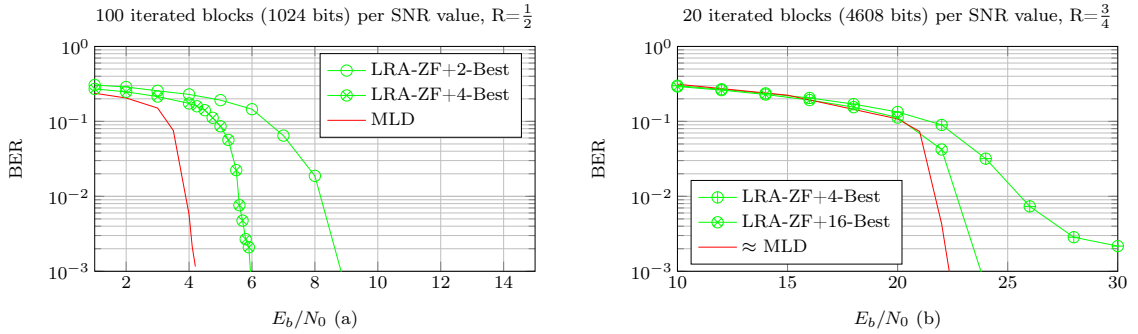 100 iterated blocks (1024 bits) per SNR value, R=1/2
10^0
10^−1
10^−2
10^−3
BER
LRA-ZF+2-Best
LRA-ZF+4-Best
MLD
2 4 6 8 10 12 14
E_b/N_0 (a)
20 iterated blocks (4608 bits) per SNR value, R=3/4
10^0
10^−1
10^−2
10^−3
BER
LRA-ZF+4-Best
LRA-ZF+16-Best
≈ MLD
10 15 20 25 30
E_b/N_0 (b)